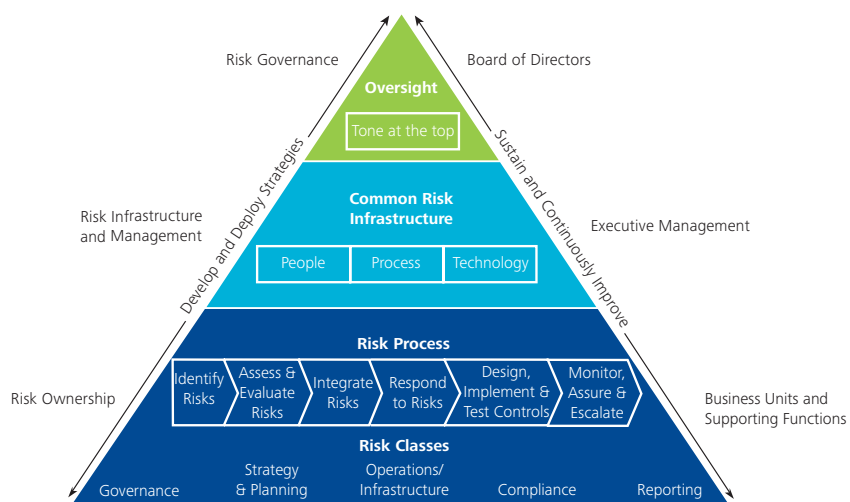 Risk Governance
Board of Directors
Oversight
Tone at the top
Develop and Deploy Strategies
Sustain and Continuously Improve
Risk Infrastructure
and Management
Common Risk
Infrastructure
Executive Management
People
Process
Technology
Risk Ownership
Risk Process
Identify
Risks
Assess &
Evaluate
Risks
Integrate
Risks
Respond
to Risks
Design,
Implement &
Test Controls
Monitor,
Assure &
Escalate
Business Units and
Supporting Functions
Risk Classes
Governance
Strategy
& Planning
Operations/
Infrastructure
Compliance
Reporting